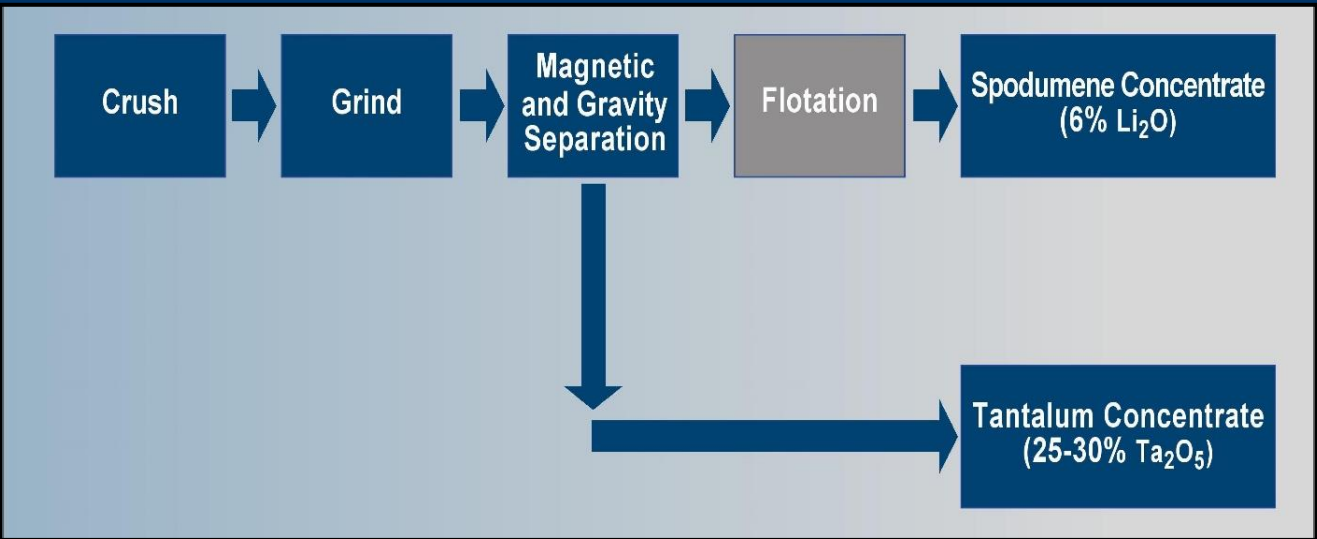 Crush
Grind
Magnetic
and Gravity
Separation
Flotation
Spodumene Concentrate
(6% Li₂O)
Tantalum Concentrate
(25-30% Ta₂O₅)